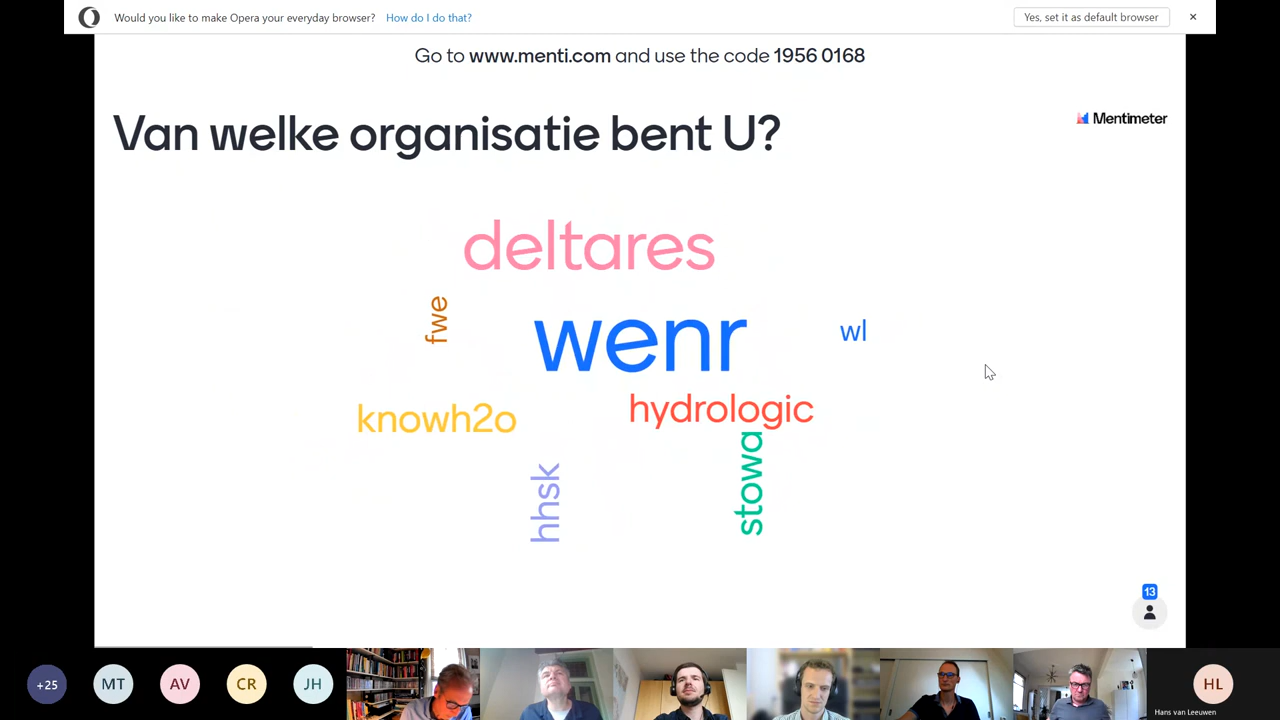 Would you like to make Opera your everyday browser? How do I do that? Yes, set it as default browser
Go to www.menti.com and use the code 1956 0168
Van welke organisatie bent U?
Mentimeter
deltares
fwe
wenr
wl
knowh2o
hydrologic
hhsk
stowa
13
+25
MT
AV
CR
JH
HL
Hans van Leeuwen